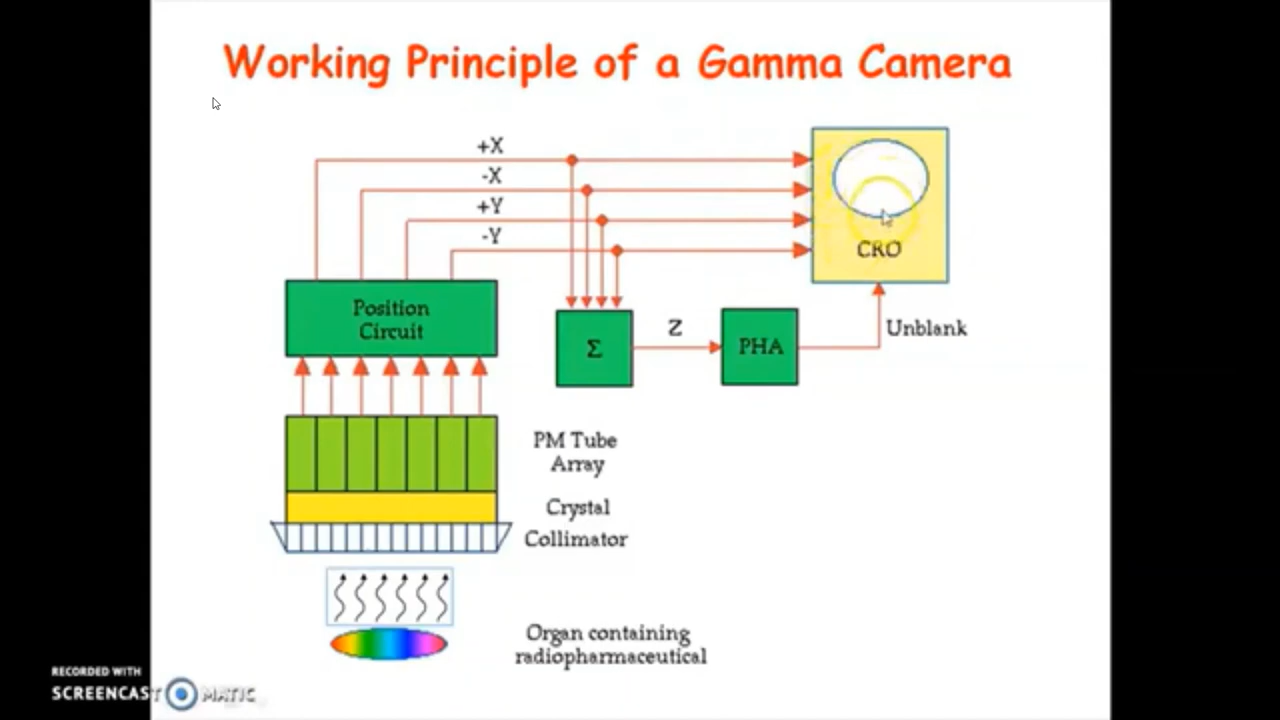 Working Principle of a Gamma Camera
+X
-X
+Y
-Y
CRO
Position
Circuit
Σ
Z
PHA
Unblank
PM Tube
Array
Crystal
Collimator
Organ containing
radiopharmaceutical
RECORDED WITH
SCREENCAST MATIC